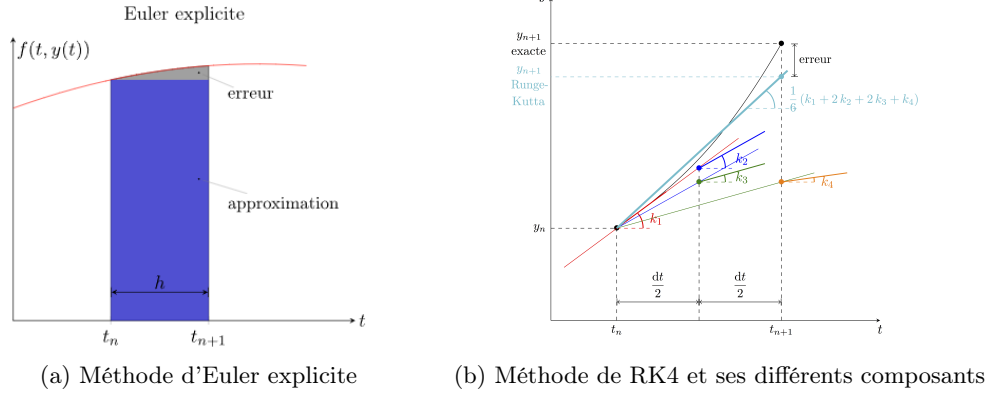 Euler explicite
f(t, y(t))
erreur
approximation
h
t
t_n
t_{n+1}
(a) Méthode d'Euler explicite
y_{n+1}
exacte
y_{n+1}
Runge-
Kutta
erreur
1/6 (k_1 + 2 k_2 + 2 k_3 + k_4)
k_2
k_3
k_4
k_1
y_n
dt/2
dt/2
t_n
t_{n+1}
t
(b) Méthode de RK4 et ses différents composants